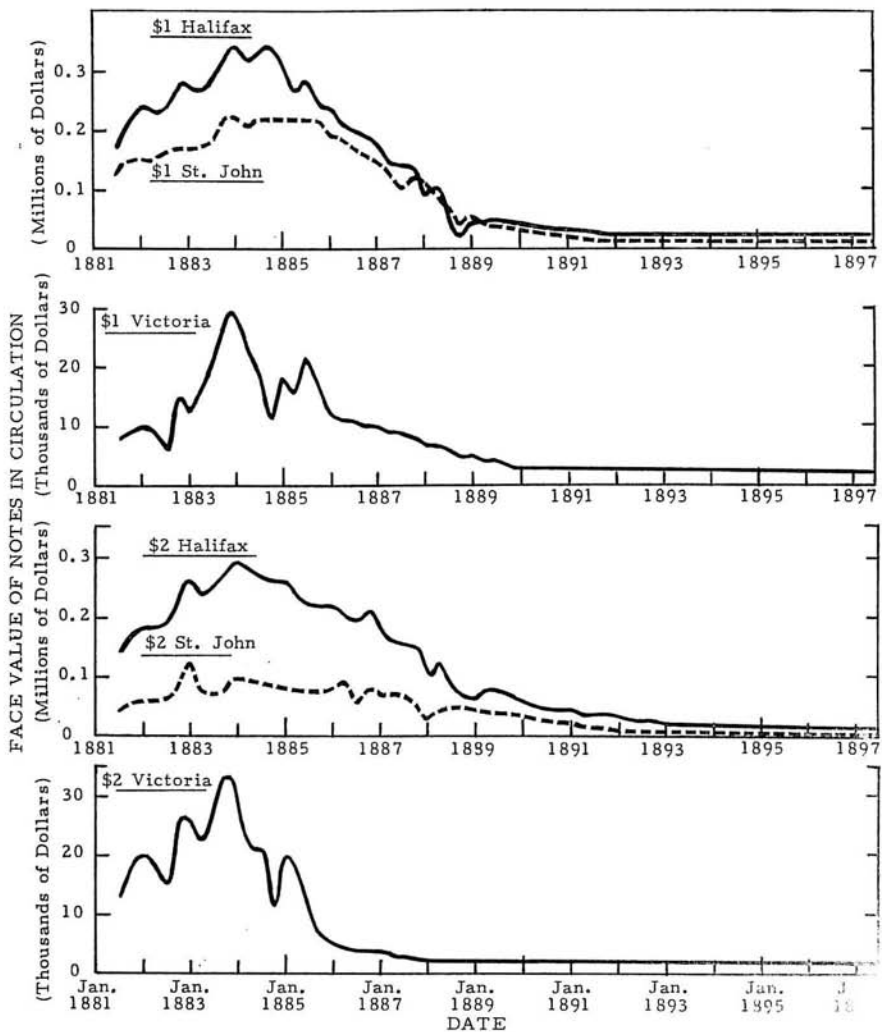 FACE VALUE OF NOTES IN CIRCULATION
(Millions of Dollars)
$1 Halifax
0.3
0.2
$1 St. John
0.1
0
1881 1883 1885 1887 1889 1891 1893 1895 1897
(Thousands of Dollars)
30
$1 Victoria
20
10
0
1881 1883 1885 1887 1889 1891 1893 1895 1897
(Millions of Dollars)
$2 Halifax
0.3
0.2
$2 St. John
0.1
0
1881 1883 1885 1887 1889 1891 1893 1895 1897
(Thousands of Dollars)
$2 Victoria
30
20
10
0
Jan. Jan. Jan. Jan. Jan. Jan. Jan. Jan.
1881 1883 1885 1887 1889 1891 1893 1895
DATE